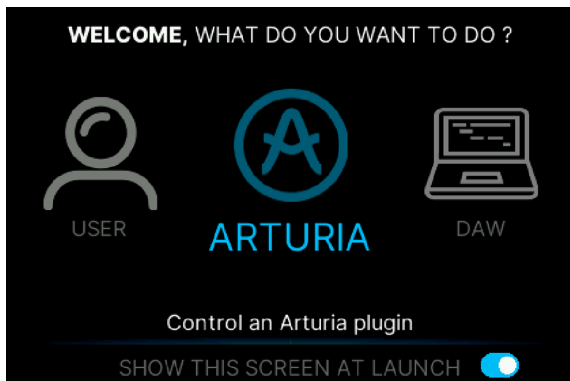 WELCOME, WHAT DO YOU WANT TO DO ?
USER
ARTURIA
DAW
Control an Arturia plugin
SHOW THIS SCREEN AT LAUNCH